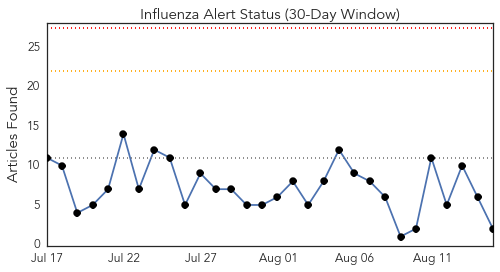 Influenza Alert Status (30-Day Window)
Articles Found
25
20
15
10
5
0
Jul 17
Jul 22
Jul 27
Aug 01
Aug 06
Aug 11